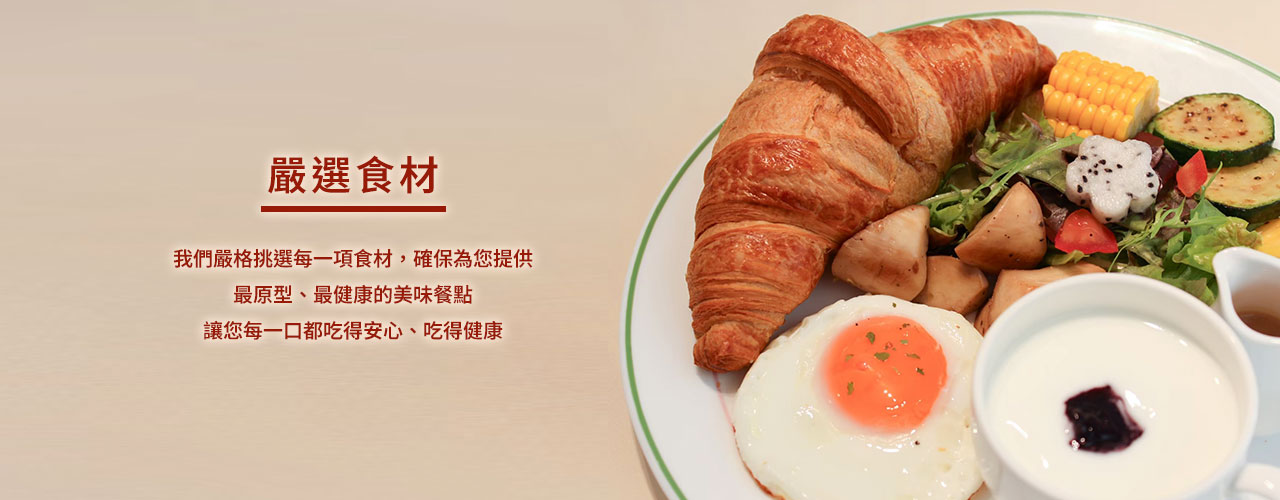 嚴選食材
我們嚴格挑選每一項食材，確保為您提供
最原型、最健康的美味餐點
讓您每一口都吃得安心、吃得健康